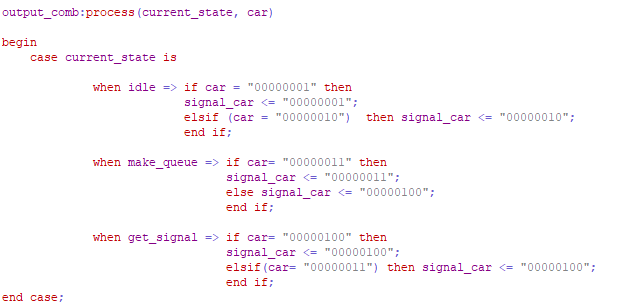 output_comb:process(current_state, car)
begin
case current_state is
when idle => if car = "00000001" then
signal_car <= "00000001";
elsif (car = "00000010") then signal_car <= "00000010";
end if;
when make_queue => if car= "00000011" then
signal_car <= "00000011";
else signal_car <= "00000100";
end if;
when get_signal => if car= "00000100" then
signal_car <= "00000100";
elsif(car= "00000011") then signal_car <= "00000100";
end if;
end case;